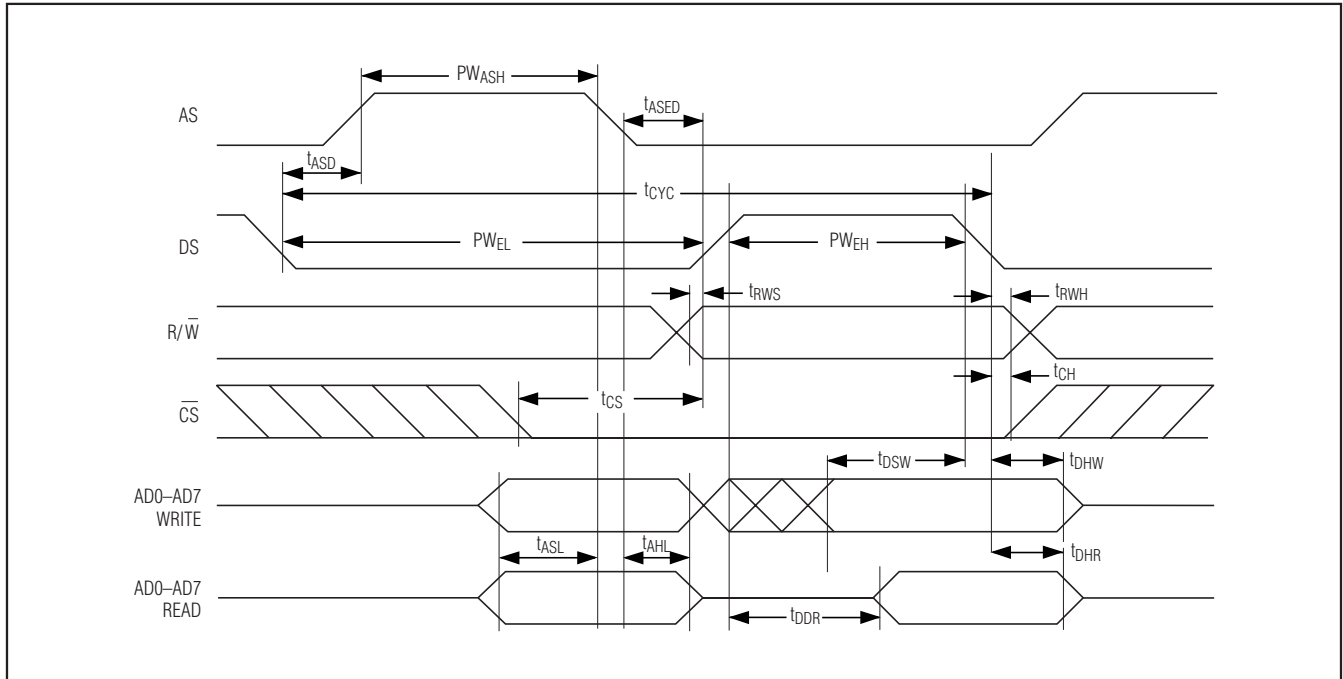 PWASH
AS
tASED
tASD
tCYC
DS
PWEL
PWEH
tRWS
tRWH
R/W̅
tCH
C̅S̅
tCS
tDSW
tDHW
AD0–AD7
WRITE
tASL
tAHL
tDHR
AD0–AD7
READ
tDDR